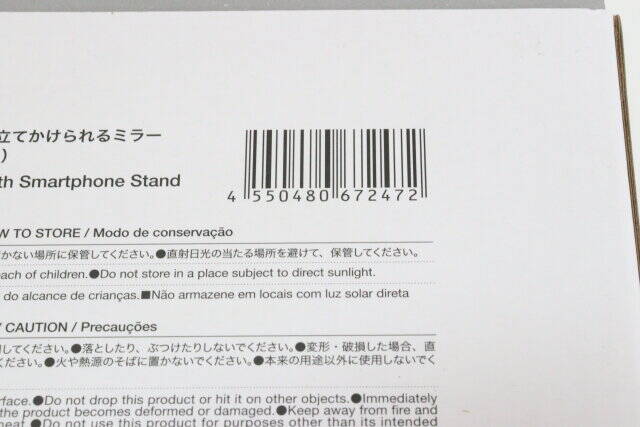 立てかけられるミラー
)
th Smartphone Stand
4 550480 672472
W TO STORE / Modo de conservação
かない場所に保管してください。●直射日光の当たる場所を避けて、保管してください。
each of children.●Do not store in a place subject to direct sunlight.
do alcance de crianças.■Não armazene em locais com luz solar direta
/ CAUTION / Precauções
してください。●落としたり、ぶつけたりしないでください。●変形・破損した場合、直
ください。●火や熱源のそばに置かないでください。●本来の用途以外に使用しないでく
rface.●Do not drop this product or hit it on other objects.●Immediately
the product becomes deformed or damaged.●Keep away from fire and
heat.●Do not use this product for purposes other than its intended